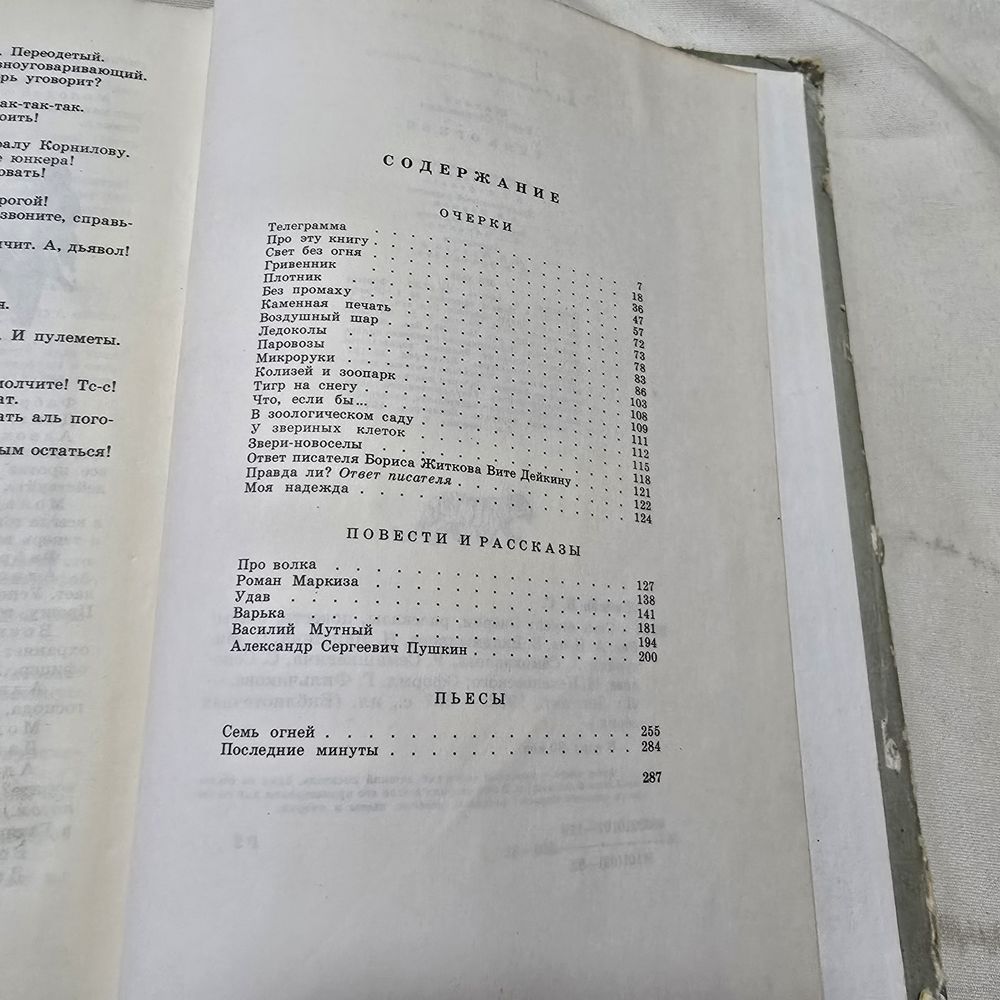 . Переодетый.
вноуговаривающий.
рь уговорит?
ак-так-так.
оить!
ралу Корнилову.
е юнкера!
овать!
рогой!
звоните, справь-
ичит. А, дьявол!
я.
. И пулеметы.
молчите! Тс-с!
ат.
ать аль пого-
ым остаться!
СОДЕРЖАНИЕ
ОЧЕРКИ
Телеграмма . . . . . 7
Про эту книгу . . . . . 18
Свет без огня . . . . . 36
Гривенник . . . . . 47
Плотник . . . . . 57
Без промаху . . . . . 72
Каменная печать . . . . . 73
Воздушный шар . . . . . 78
Ледоколы . . . . . 83
Паровозы . . . . . 86
Микроруки . . . . . 103
Колизей и зоопарк . . . . . 108
Тигр на снегу . . . . . 109
Что, если бы... . . . . . 111
В зоологическом саду . . . . . 112
У звериных клеток . . . . . 115
Звери-новоселы . . . . . 118
Ответ писателя Бориса Житкова Вите Дейкину . . . . . 121
Правда ли? Ответ писателя . . . . . 122
Моя надежда . . . . . 124
ПОВЕСТИ И РАССКАЗЫ
Про волка . . . . . 127
Роман Маркиза . . . . . 138
Удав . . . . . 141
Варька . . . . . 181
Василий Мутный . . . . . 194
Александр Сергеевич Пушкин . . . . . 200
ПЬЕСЫ
Семь огней . . . . . 255
Последние минуты . . . . . 284
287